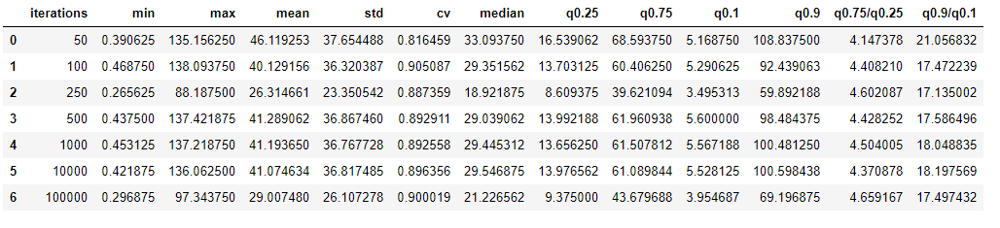 iterations min max mean std cv median q0.25 q0.75 q0.1 q0.9 q0.75/q0.25 q0.9/q0.1
0 50 0.390625 135.156250 46.119253 37.654488 0.816459 33.093750 16.539062 68.593750 5.168750 108.837500 4.147378 21.056832
1 100 0.468750 138.093750 40.129156 36.320387 0.905087 29.351562 13.703125 60.406250 5.290625 92.439063 4.408210 17.472239
2 250 0.265625 88.187500 26.314661 23.350542 0.887359 18.921875 8.609375 39.621094 3.495313 59.892188 4.602087 17.135002
3 500 0.437500 137.421875 41.289062 36.867460 0.892911 29.039062 13.992188 61.960938 5.600000 98.484375 4.428252 17.586496
4 1000 0.453125 137.218750 41.193650 36.767728 0.892558 29.445312 13.656250 61.507812 5.567188 100.481250 4.504005 18.048835
5 10000 0.421875 136.062500 41.074634 36.817485 0.896356 29.546875 13.976562 61.089844 5.528125 100.598438 4.370878 18.197569
6 100000 0.296875 97.343750 29.007480 26.107278 0.900019 21.226562 9.375000 43.679688 3.954687 69.196875 4.659167 17.497432